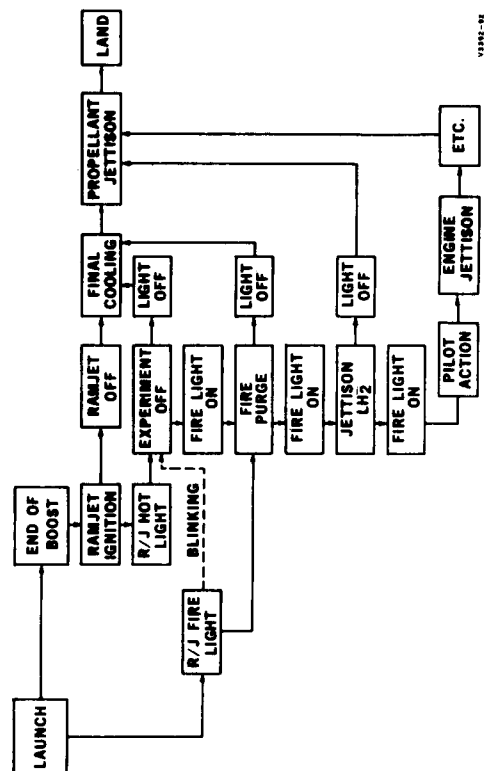 LAUNCH
END OF
BOOST
RAMJET
IGNITION
RAMJET
OFF
FINAL
COOLING
PROPELLANT
JETTISON
LAND
R/J HOT
LIGHT
EXPERIMENT
OFF
LIGHT
OFF
BLINKING
R/J FIRE
LIGHT
FIRE LIGHT
ON
FIRE
PURGE
LIGHT
OFF
FIRE LIGHT
ON
JETTISON
LH2
LIGHT
OFF
FIRE LIGHT
ON
PILOT
ACTION
ENGINE
JETTISON
ETC.